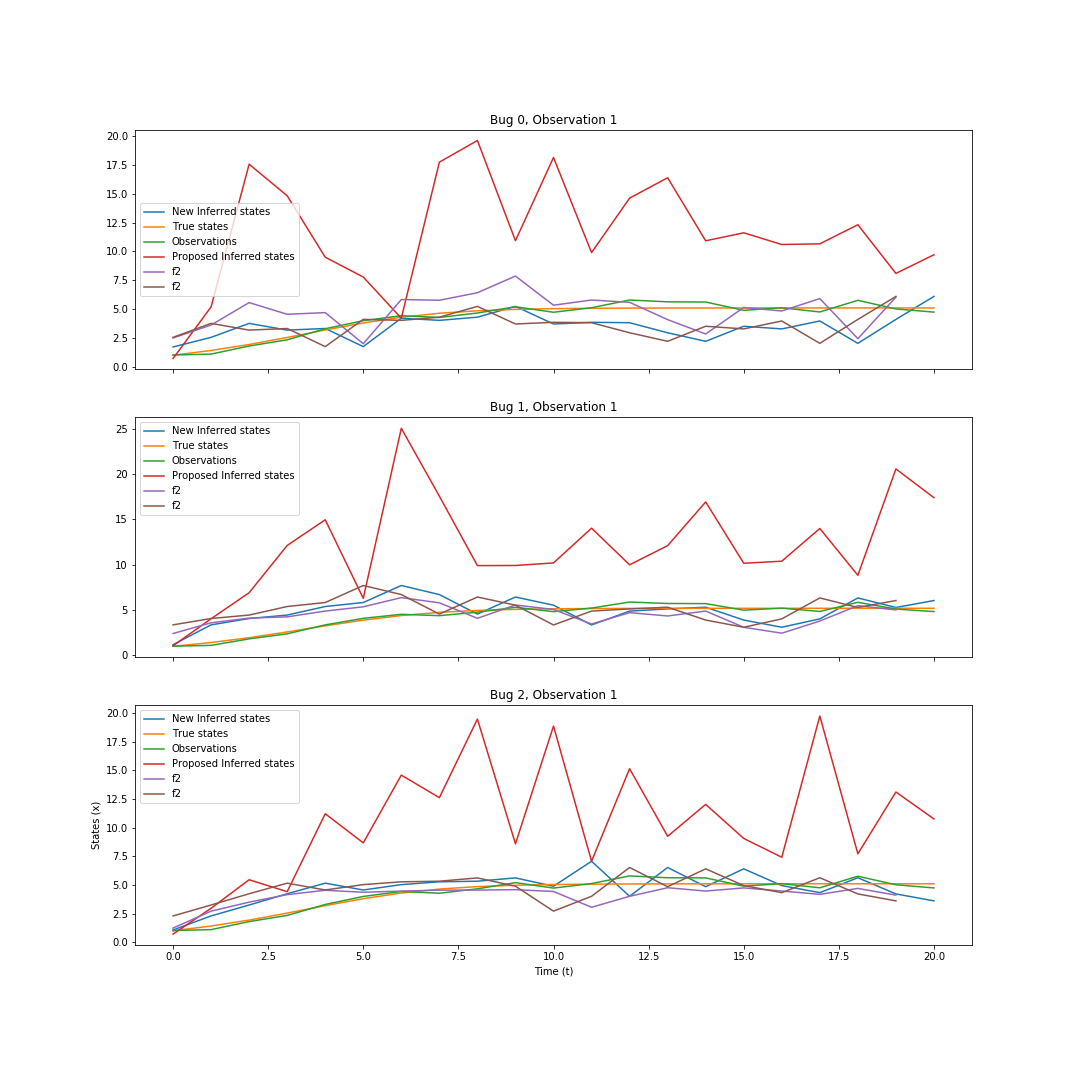 Bug 0, Observation 1
20.0
17.5
15.0
12.5
10.0
7.5
5.0
2.5
0.0
New Inferred states
True states
Observations
Proposed Inferred states
f2
f2
Bug 1, Observation 1
25
20
15
10
5
0
New Inferred states
True states
Observations
Proposed Inferred states
f2
f2
Bug 2, Observation 1
States (x)
20.0
17.5
15.0
12.5
10.0
7.5
5.0
2.5
0.0
New Inferred states
True states
Observations
Proposed Inferred states
f2
f2
0.0 2.5 5.0 7.5 10.0 12.5 15.0 17.5 20.0
Time (t)